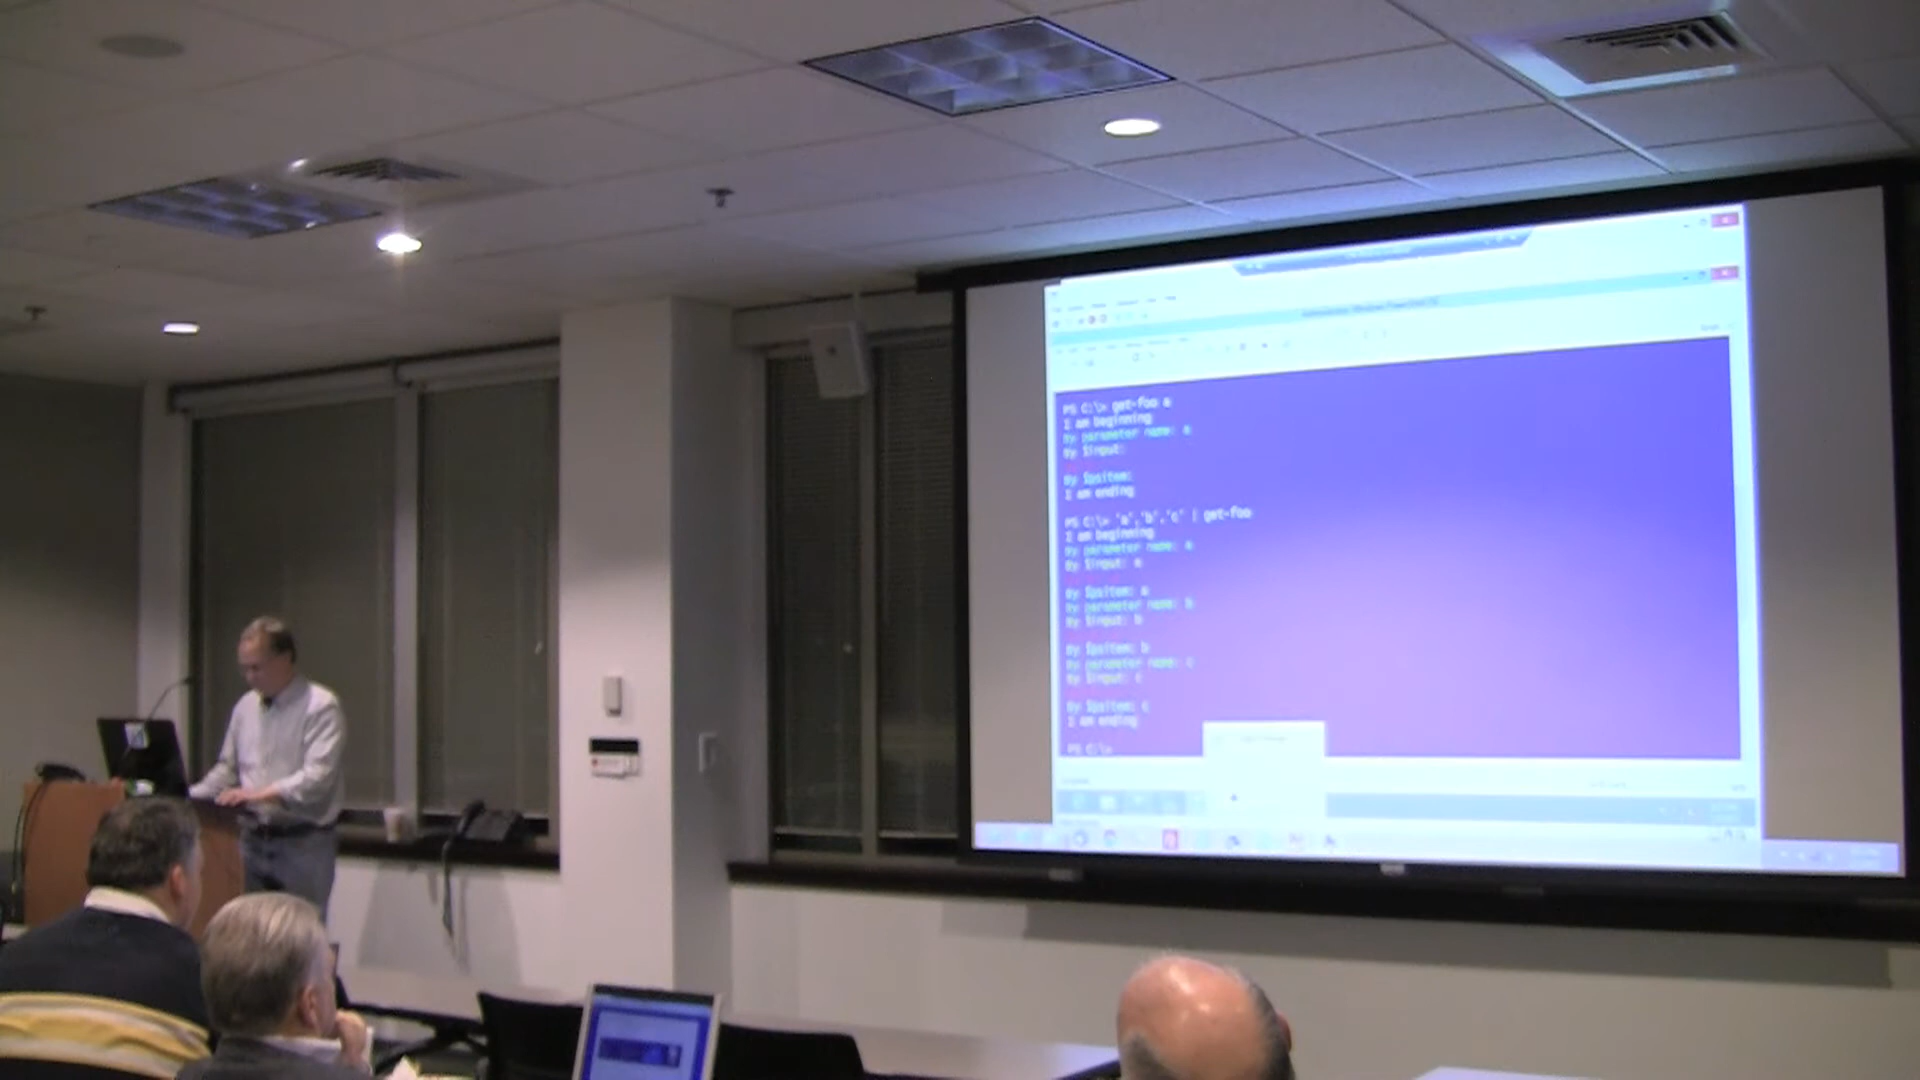 PS C:\> get-foo a
I am beginning
By parameter name: a
By $input:
By $psitem:
I am ending
PS C:\> 'a','b','c' | get-foo
I am beginning
By parameter name: a
By $input: a
By $psitem: a
By parameter name: b
By $input: b
By $psitem: b
By parameter name: c
By $input: c
By $psitem: c
I am ending
PS C:\>